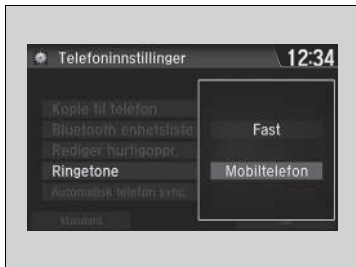 Telefoninnstillinger
12:34
Kople til telefon
Bluetooth enhetsliste
Rediger hurtigoppr.
Ringetone
Automatisk telefon sync.
Standard
Fast
Mobiltelefon